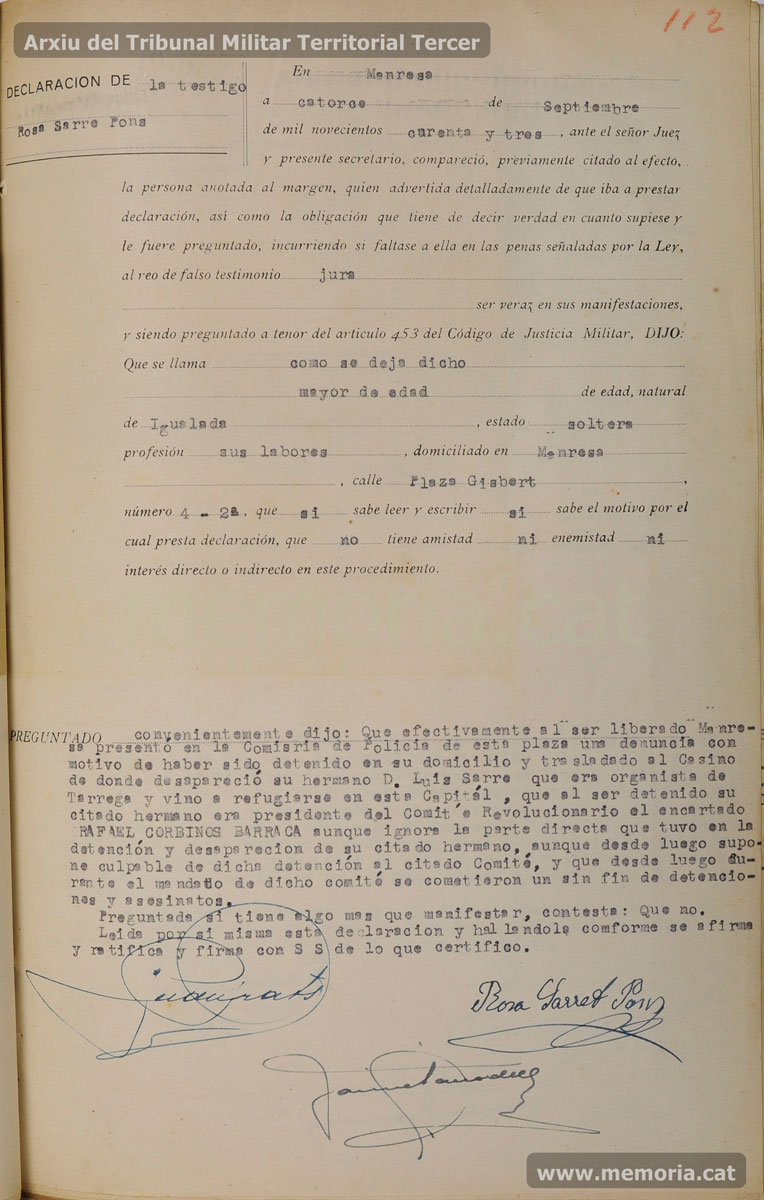 Arxiu del Tribunal Militar Territorial Tercer
112
DECLARACION DE la testigo
Rosa Sarre Pons
En Manresa
a catorce de Septiembre
de mil novecientos curenta y tres, ante el señor Juez
y presente secretario, compareció, previamente citado al efecto,
la persona anotada al margen, quien advertida detalladamente de que iba a prestar
declaración, así como la obligación que tiene de decir verdad en cuanto supiese y
le fuere preguntado, incurriendo si faltase a ella en las penas señaladas por la Ley,
al reo de falso testimonio jura
ser veraz en sus manifestaciones,
y siendo preguntado a tenor del artículo 453 del Código de Justicia Militar, DIJO:
Que se llama como se deja dicho
mayor de edad de edad, natural
de Igualada, estado soltera
profesión sus labores, domiciliado en Manresa
, calle Plaza Gisbert,
número 4 - 2ª, que si sabe leer y escribir si sabe el motivo por el
cual presta declaración, que no tiene amistad ni enemistad ni
interés directo o indirecto en este procedimiento.
PREGUNTADO convenientemente dijo: Que efectivamente al ser liberado Manre-
sa presentó en la Comisria de Policia de esta plaza una denuncia con
motivo de haber sido detenido en su domicilio y trasladado al Casino
de donde desapareció su hermano D. Luis Sarre que era organista de
Tarrega y vino a refugiarse en esta Capitál , que al ser detenido su
citado hermano era presidente del Comit é Revolucionario el encartado
RAFAEL CORBINOS BARRACA aunque ignora la parte directa que tuvo en la
detención y desaparecion de su citado hermano, aunque desde luego supo-
ne culpable de dicha detención al citado Comité, y que desde luego du-
rante el mandatio de dicho comité se cometieron un sin fin de detencio-
nes y asesinatos.
Preguntada si tiene algo mas que manifestar, contesta: Que no.
Leida por si misma esta declaracion y hallandola comforme se afirma
y ratifica y firma con S S de lo que certifico.
Rosa Sarret Pons
www.memoria.cat